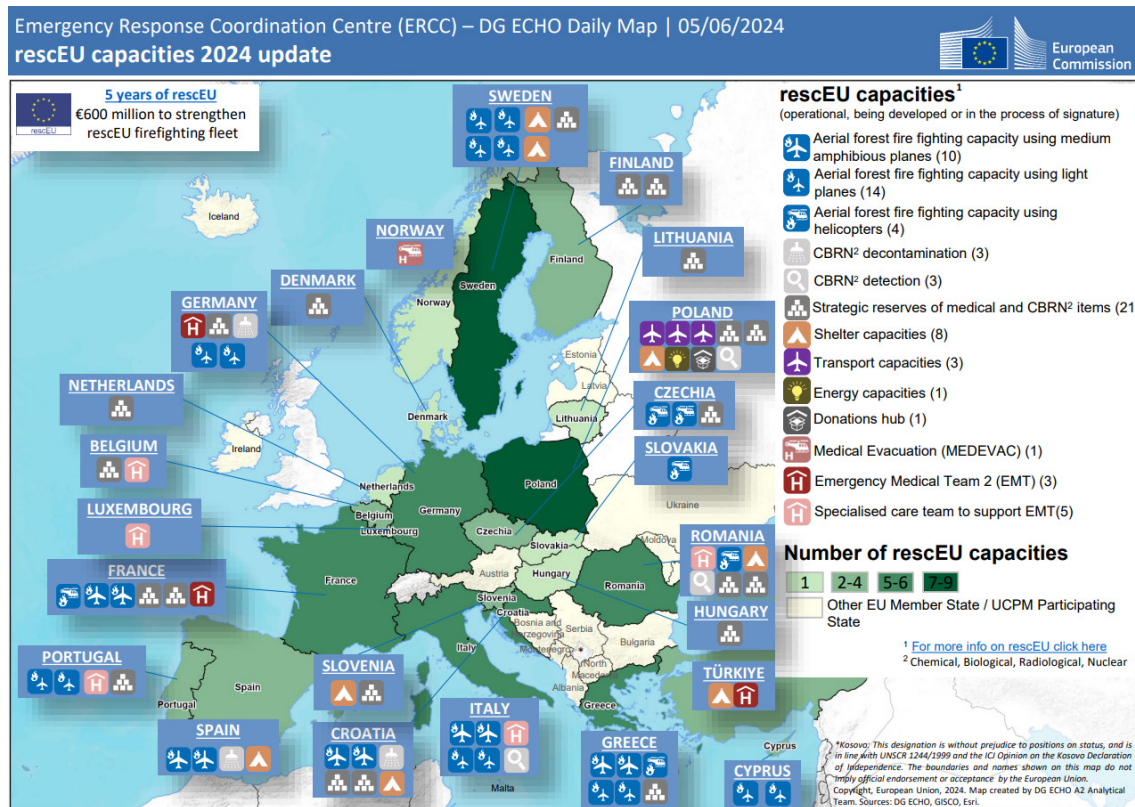 Emergency Response Coordination Centre (ERCC) – DG ECHO Daily Map | 05/06/2024
rescEU capacities 2024 update
European
Commission
rescEU
5 years of rescEU
€600 million to strengthen
rescEU firefighting fleet
SWEDEN
FINLAND
NORWAY
LITHUANIA
DENMARK
GERMANY
POLAND
NETHERLANDS
CZECHIA
BELGIUM
SLOVAKIA
LUXEMBOURG
ROMANIA
FRANCE
HUNGARY
PORTUGAL
SLOVENIA
TÜRKIYE
SPAIN
CROATIA
ITALY
GREECE
CYPRUS
Iceland
Finland
Sweden
Norway
Estonia
Latvia
Denmark
Lithuania
Ireland
Netherlands
Poland
Belgium
Germany
Ukraine
Luxembourg
Czechia
Slovakia
Moldova
France
Austria
Hungary
Romania
Slovenia
Croatia
Bosnia and
Herzegovina
Serbia
Italy
Montenegro
*
Bulgaria
North
Macedonia
Albania
Portugal
Spain
Greece
Cyprus
Malta
rescEU capacities¹
(operational, being developed or in the process of signature)
Aerial forest fire fighting capacity using medium
amphibious planes (10)
Aerial forest fire fighting capacity using light
planes (14)
Aerial forest fire fighting capacity using
helicopters (4)
CBRN² decontamination (3)
CBRN² detection (3)
Strategic reserves of medical and CBRN² items (21
Shelter capacities (8)
Transport capacities (3)
Energy capacities (1)
Donations hub (1)
Medical Evacuation (MEDEVAC) (1)
Emergency Medical Team 2 (EMT) (3)
Specialised care team to support EMT(5)
Number of rescEU capacities
1 2-4 5-6 7-9
Other EU Member State / UCPM Participating
State
¹ For more info on rescEU click here
² Chemical, Biological, Radiological, Nuclear
*Kosovo: This designation is without prejudice to positions on status, and is
in line with UNSCR 1244/1999 and the ICJ Opinion on the Kosovo Declaration
of Independence. The boundaries and names shown on this map do not
imply official endorsement or acceptance by the European Union.
Copyright, European Union, 2024. Map created by DG ECHO A2 Analytical
Team. Sources: DG ECHO, GISCO, Esri.